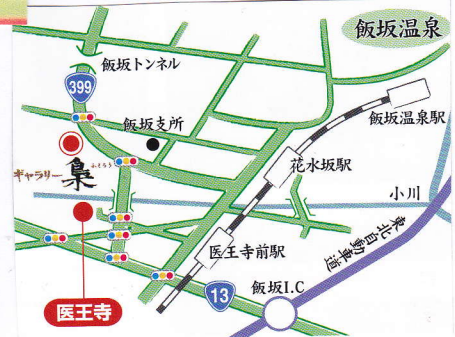 飯坂温泉
飯坂トンネル
399
飯坂支所
飯坂温泉駅
花水坂駅
ギャラリー
梟
ふくろう
小川
医王寺前駅
東北自動車道
医王寺
13
飯坂I.C